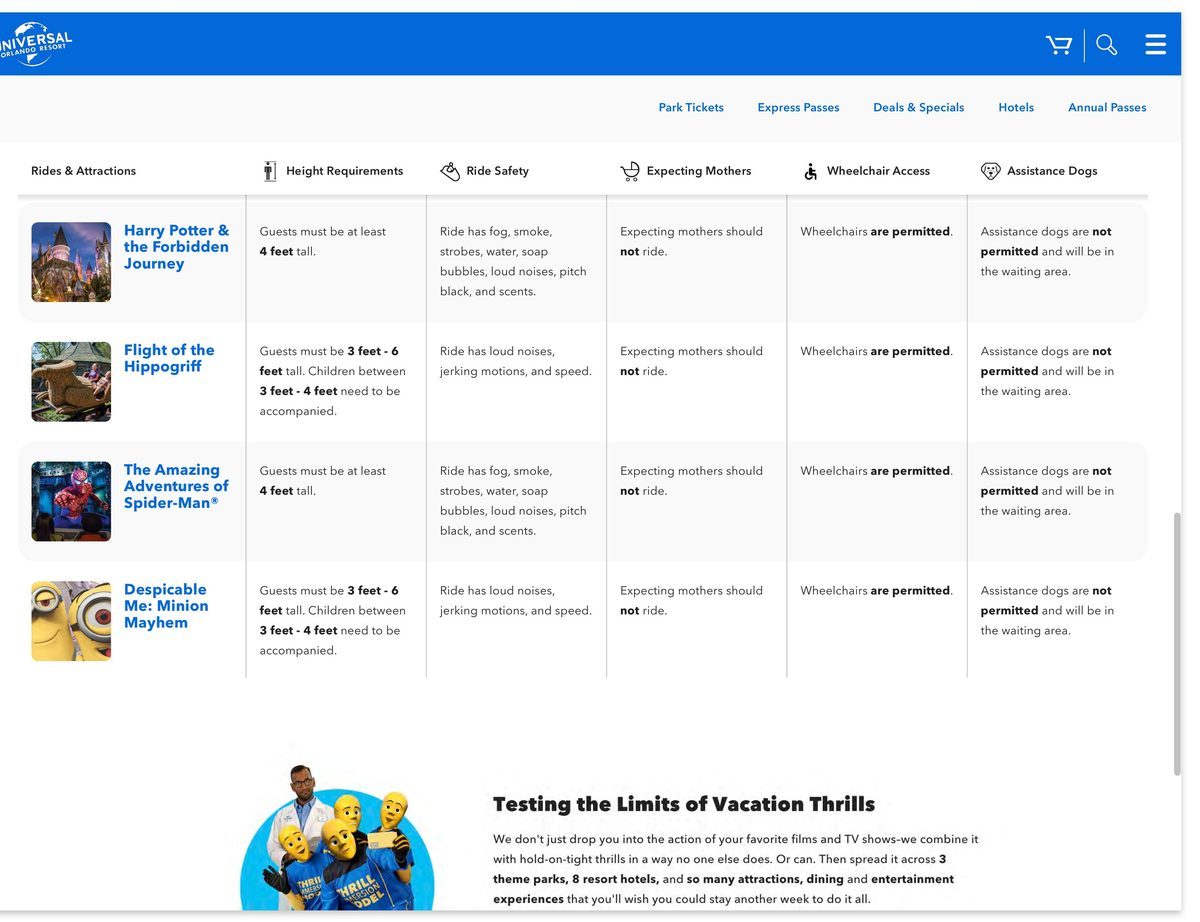 UNIVERSAL
ORLANDO RESORT
Park Tickets Express Passes Deals & Specials Hotels Annual Passes
Rides & Attractions Height Requirements Ride Safety Expecting Mothers Wheelchair Access Assistance Dogs
Harry Potter &
the Forbidden
Journey
Guests must be at least
4 feet tall.
Ride has fog, smoke,
strobes, water, soap
bubbles, loud noises, pitch
black, and scents.
Expecting mothers should
not ride.
Wheelchairs are permitted.
Assistance dogs are not
permitted and will be in
the waiting area.
Flight of the
Hippogriff
Guests must be 3 feet - 6
feet tall. Children between
3 feet - 4 feet need to be
accompanied.
Ride has loud noises,
jerking motions, and speed.
Expecting mothers should
not ride.
Wheelchairs are permitted.
Assistance dogs are not
permitted and will be in
the waiting area.
The Amazing
Adventures of
Spider-Man®
Guests must be at least
4 feet tall.
Ride has fog, smoke,
strobes, water, soap
bubbles, loud noises, pitch
black, and scents.
Expecting mothers should
not ride.
Wheelchairs are permitted.
Assistance dogs are not
permitted and will be in
the waiting area.
Despicable
Me: Minion
Mayhem
Guests must be 3 feet - 6
feet tall. Children between
3 feet - 4 feet need to be
accompanied.
Ride has loud noises,
jerking motions, and speed.
Expecting mothers should
not ride.
Wheelchairs are permitted.
Assistance dogs are not
permitted and will be in
the waiting area.
Testing the Limits of Vacation Thrills
We don't just drop you into the action of your favorite films and TV shows–we combine it
with hold-on-tight thrills in a way no one else does. Or can. Then spread it across 3
theme parks, 8 resort hotels, and so many attractions, dining and entertainment
experiences that you'll wish you could stay another week to do it all.
THRILL